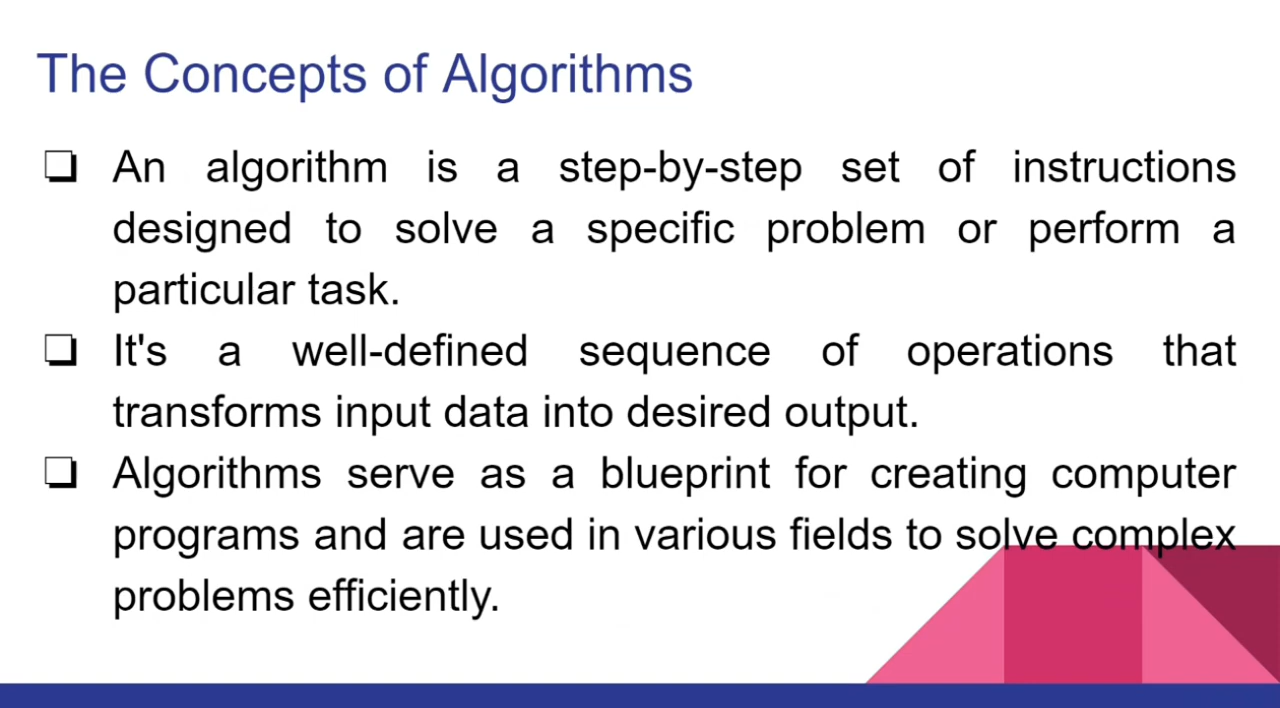 The Concepts of Algorithms
❏ An algorithm is a step-by-step set of instructions
designed to solve a specific problem or perform a
particular task.
❏ It's a well-defined sequence of operations that
transforms input data into desired output.
❏ Algorithms serve as a blueprint for creating computer
programs and are used in various fields to solve complex
problems efficiently.